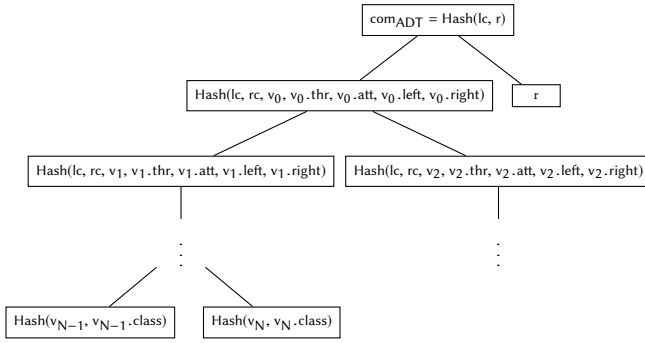 com_ADT = Hash(lc, r)
Hash(lc, rc, v_0, v_0.thr, v_0.att, v_0.left, v_0.right)
r
Hash(lc, rc, v_1, v_1.thr, v_1.att, v_1.left, v_1.right)
Hash(lc, rc, v_2, v_2.thr, v_2.att, v_2.left, v_2.right)
⋮
⋮
Hash(v_{N−1}, v_{N−1}.class)
Hash(v_N, v_N.class)